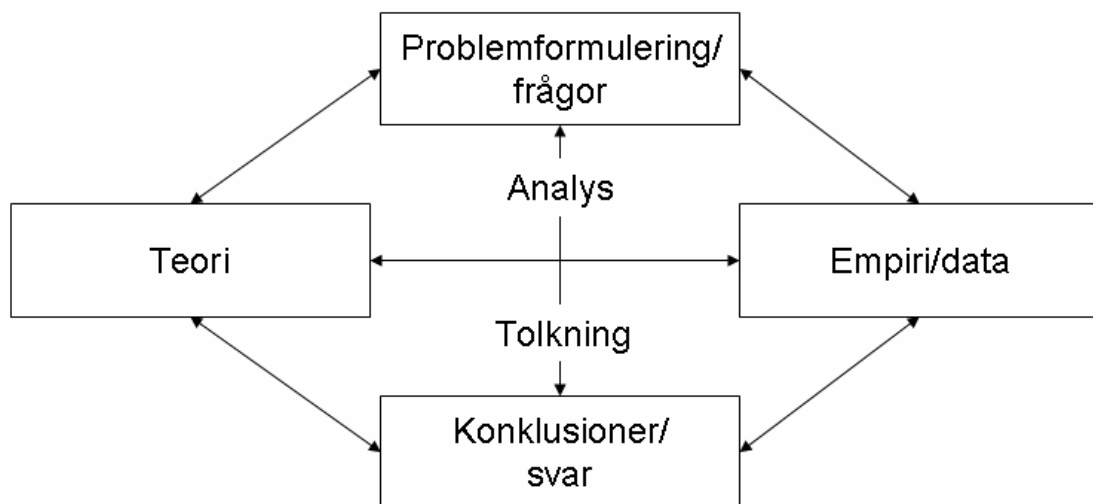 Problemformulering/
frågor
Analys
Teori
Empiri/data
Tolkning
Konklusioner/
svar